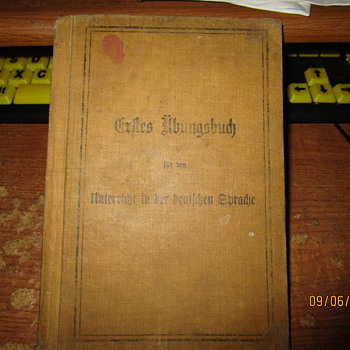 Erstes Übungsbuch
für den
Unterricht in der deutschen Sprache
09/06/